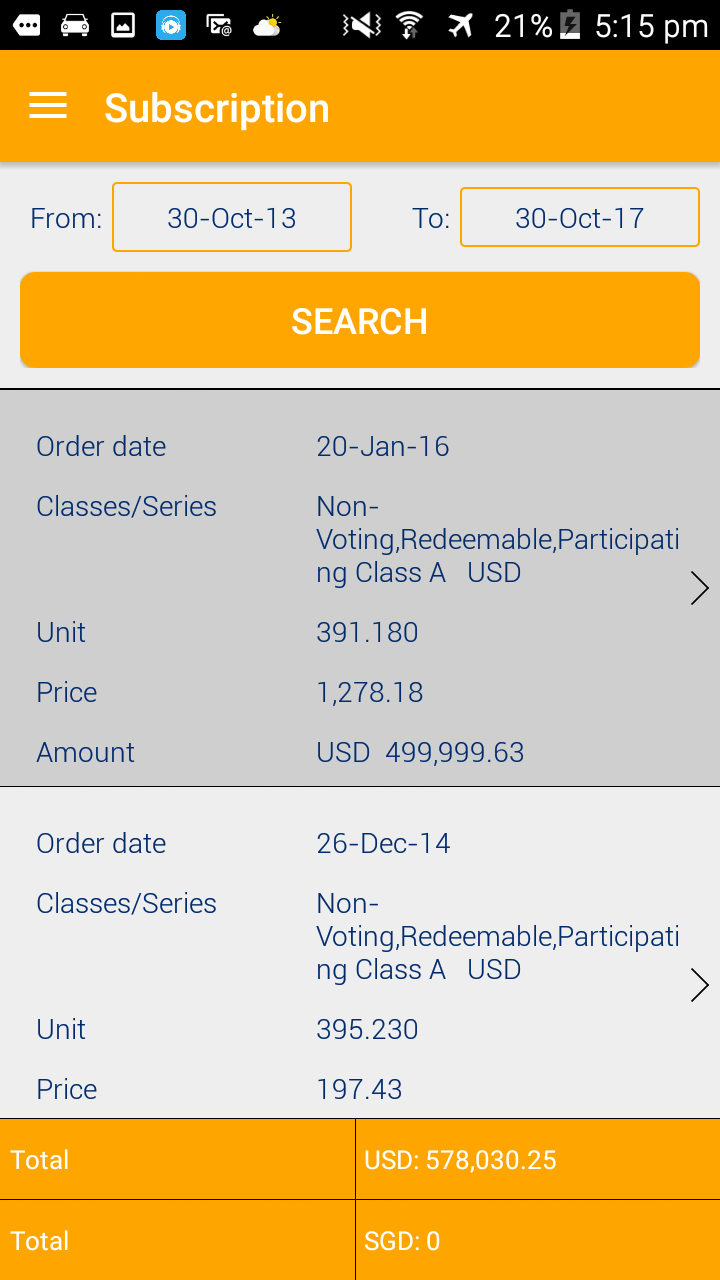 21% 5:15 pm
Subscription
From: 30-Oct-13 To: 30-Oct-17
SEARCH
Order date 20-Jan-16
Classes/Series Non-
Voting,Redeemable,Participati
ng Class A USD
Unit 391.180
Price 1,278.18
Amount USD 499,999.63
Order date 26-Dec-14
Classes/Series Non-
Voting,Redeemable,Participati
ng Class A USD
Unit 395.230
Price 197.43
Total USD: 578,030.25
Total SGD: 0